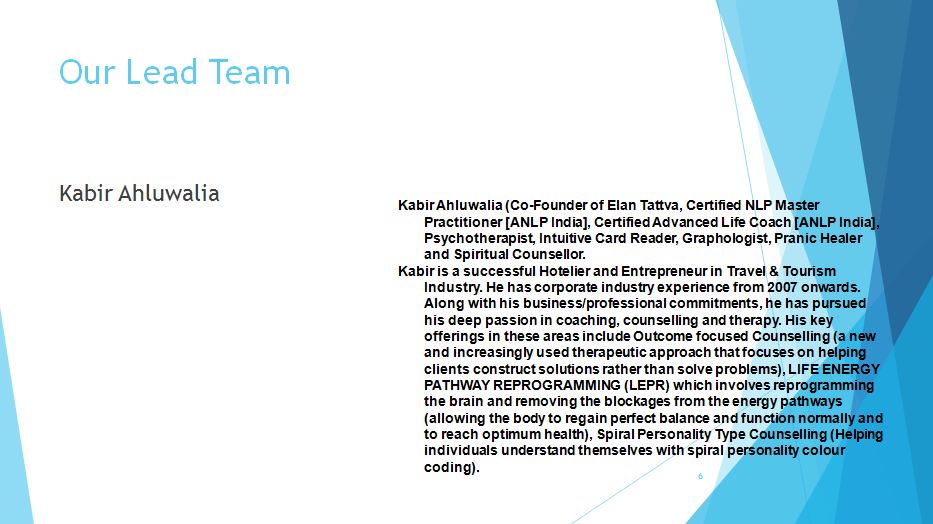 Our Lead Team
Kabir Ahluwalia
Kabir Ahluwalia (Co-Founder of Elan Tattva, Certified NLP Master
Practitioner [ANLP India], Certified Advanced Life Coach [ANLP India],
Psychotherapist, Intuitive Card Reader, Graphologist, Pranic Healer
and Spiritual Counsellor.
Kabir is a successful Hotelier and Entrepreneur in Travel & Tourism
Industry. He has corporate industry experience from 2007 onwards.
Along with his business/professional commitments, he has pursued
his deep passion in coaching, counselling and therapy. His key
offerings in these areas include Outcome focused Counselling (a new
and increasingly used therapeutic approach that focuses on helping
clients construct solutions rather than solve problems), LIFE ENERGY
PATHWAY REPROGRAMMING (LEPR) which involves reprogramming
the brain and removing the blockages from the energy pathways
(allowing the body to regain perfect balance and function normally and
to reach optimum health), Spiral Personality Type Counselling (Helping
individuals understand themselves with spiral personality colour
coding).
6